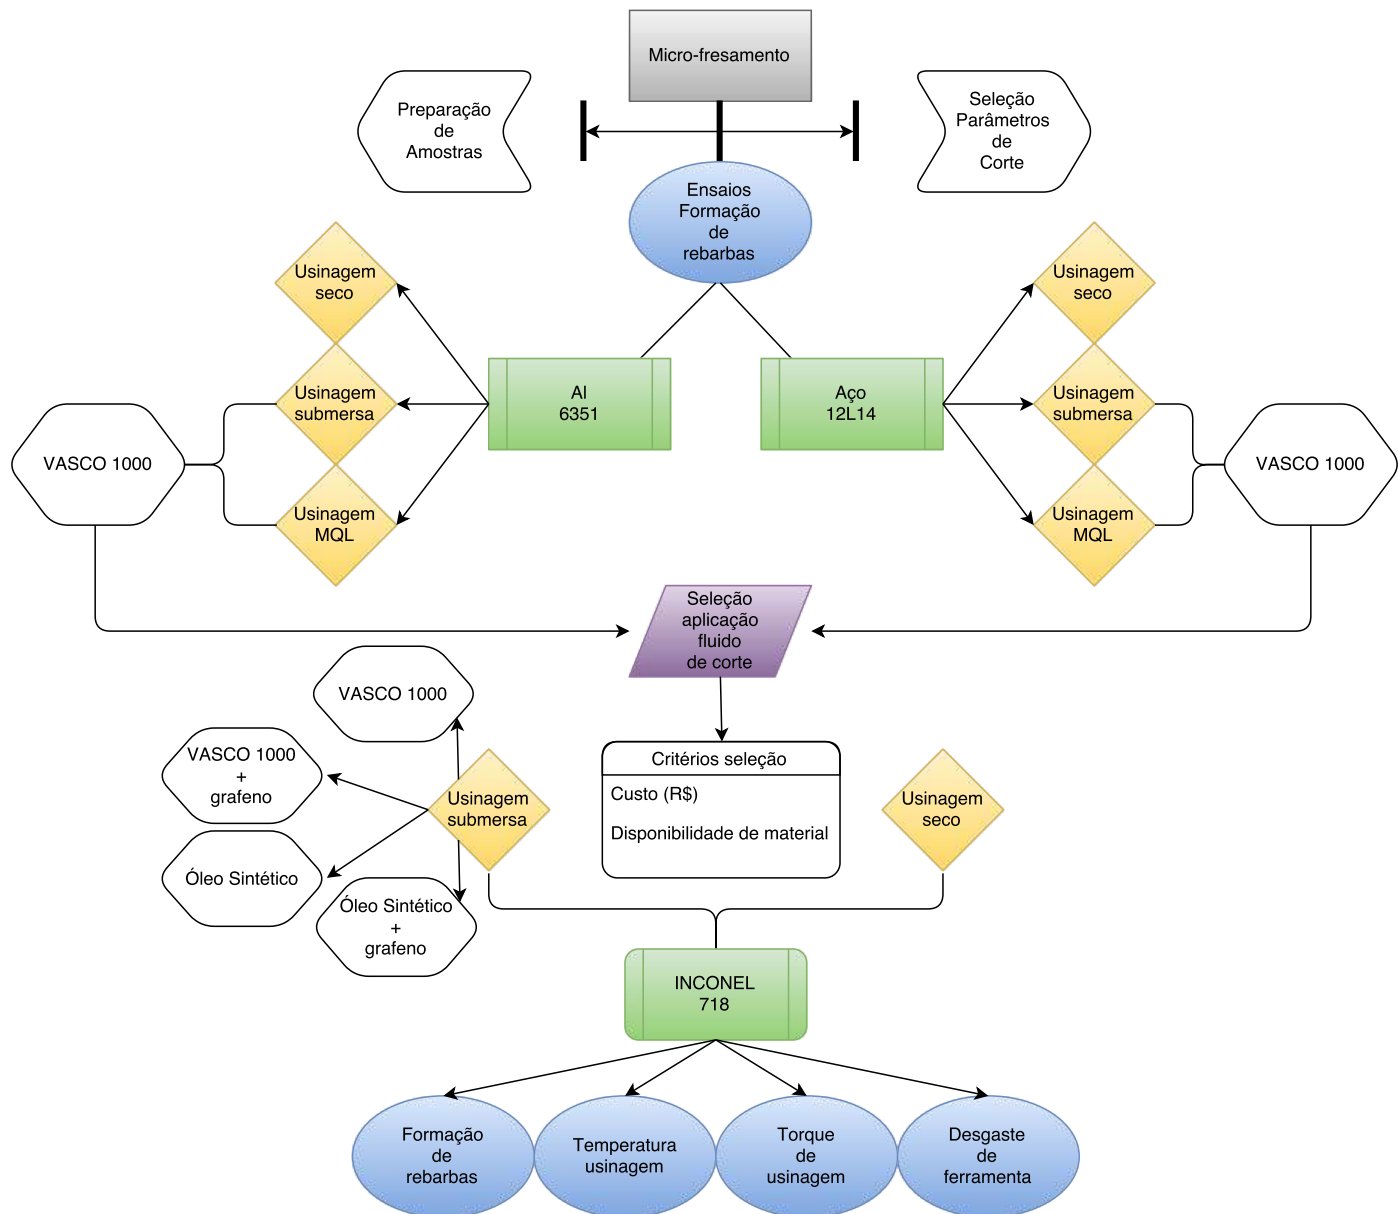 Micro-fresamento
Preparação
de
Amostras
Seleção
Parâmetros
de
Corte
Ensaios
Formação
de
rebarbas
Usinagem
seco
Usinagem
seco
Al
6351
Aço
12L14
Usinagem
submersa
Usinagem
submersa
VASCO 1000
VASCO 1000
Usinagem
MQL
Usinagem
MQL
Seleção
aplicação
fluido
de corte
VASCO 1000
VASCO 1000
+
grafeno
Óleo Sintético
Óleo Sintético
+
grafeno
Usinagem
submersa
Critérios seleção
Custo (R$)
Disponibilidade de material
Usinagem
seco
INCONEL
718
Formação
de
rebarbas
Temperatura
usinagem
Torque
de
usinagem
Desgaste
de
ferramenta